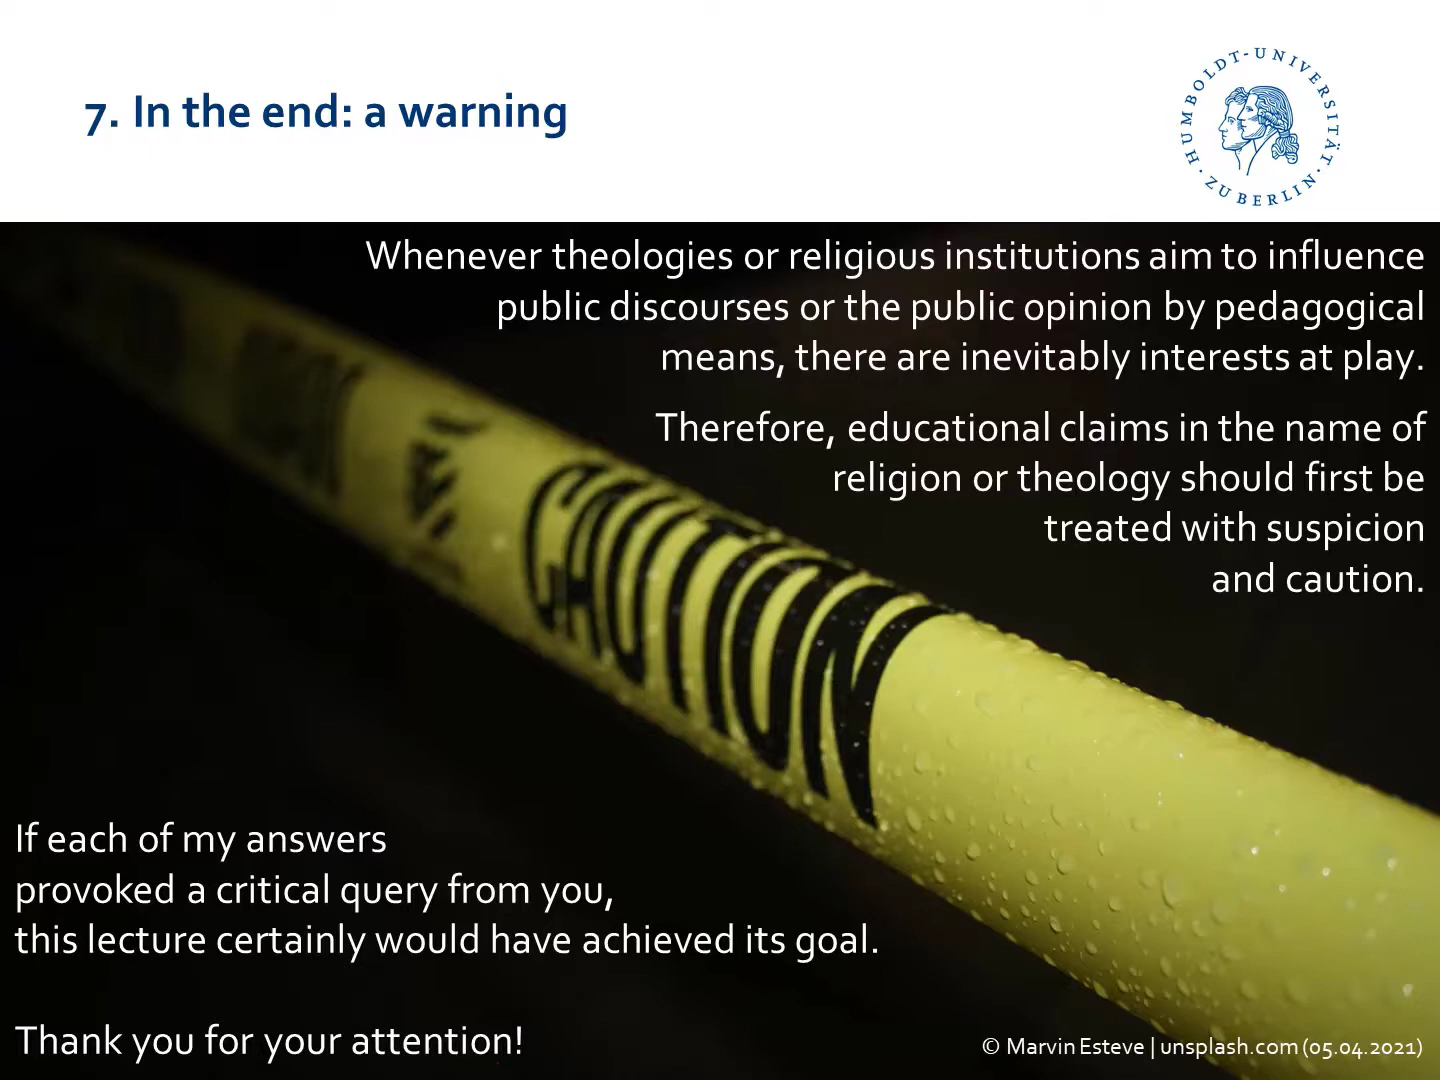 7. In the end: a warning
HUMBOLDT-UNIVERSITÄT · ZU BERLIN ·
Whenever theologies or religious institutions aim to influence
public discourses or the public opinion by pedagogical
means, there are inevitably interests at play.
Therefore, educational claims in the name of
religion or theology should first be
treated with suspicion
and caution.
CAUTION
If each of my answers
provoked a critical query from you,
this lecture certainly would have achieved its goal.
Thank you for your attention!
© Marvin Esteve | unsplash.com (05.04.2021)